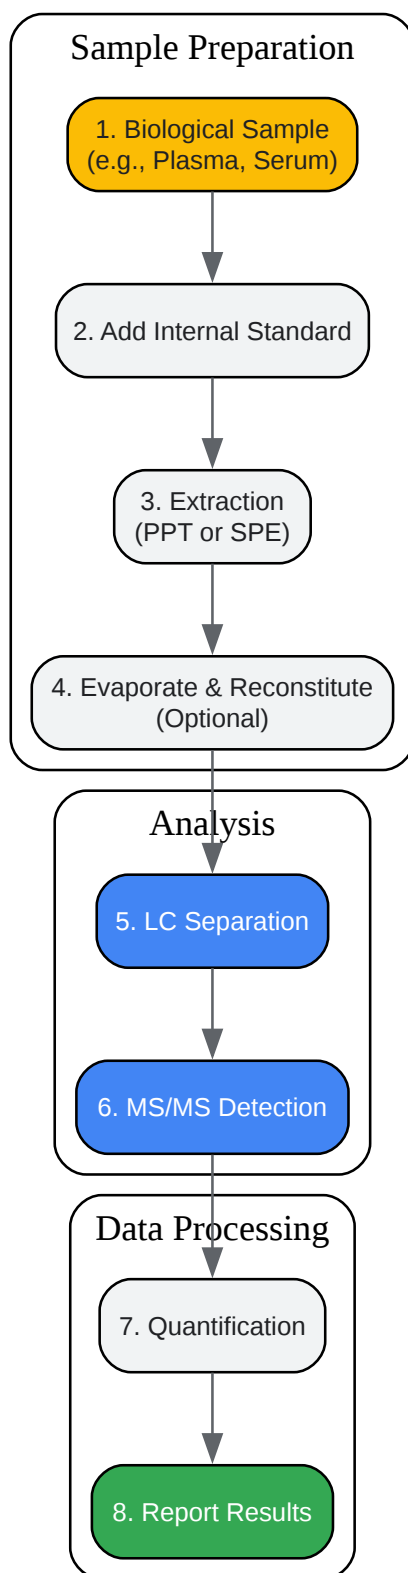 Sample Preparation
1. Biological Sample
(e.g., Plasma, Serum)
2. Add Internal Standard
3. Extraction
(PPT or SPE)
4. Evaporate & Reconstitute
(Optional)
Analysis
5. LC Separation
6. MS/MS Detection
Data Processing
7. Quantification
8. Report Results